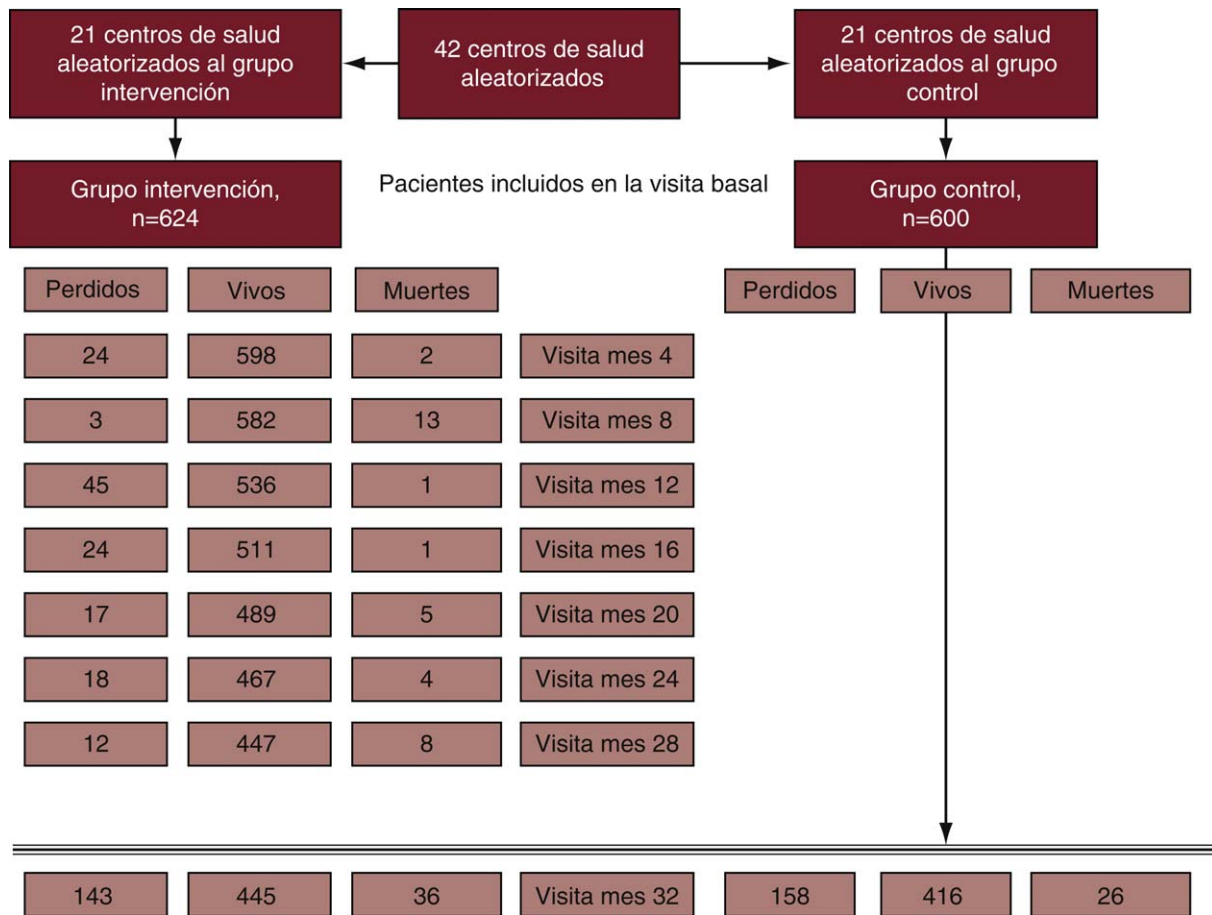 21 centros de salud
aleatorizados al grupo
intervención
42 centros de salud
aleatorizados
21 centros de salud
aleatorizados al grupo
control
Grupo intervención,
n=624
Pacientes incluidos en la visita basal
Grupo control,
n=600
Perdidos Vivos Muertes Perdidos Vivos Muertes
24 598 2 Visita mes 4
3 582 13 Visita mes 8
45 536 1 Visita mes 12
24 511 1 Visita mes 16
17 489 5 Visita mes 20
18 467 4 Visita mes 24
12 447 8 Visita mes 28
143 445 36 Visita mes 32 158 416 26